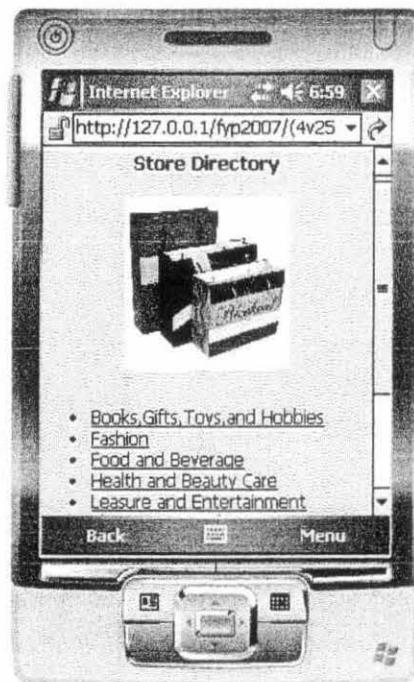 Internet Explorer 6:59
http://127.0.0.1/fyp2007/(4v25
Store Directory
Books,Gifts,Toys,and Hobbies
Fashion
Food and Beverage
Health and Beauty Care
Leasure and Entertainment
Back Menu